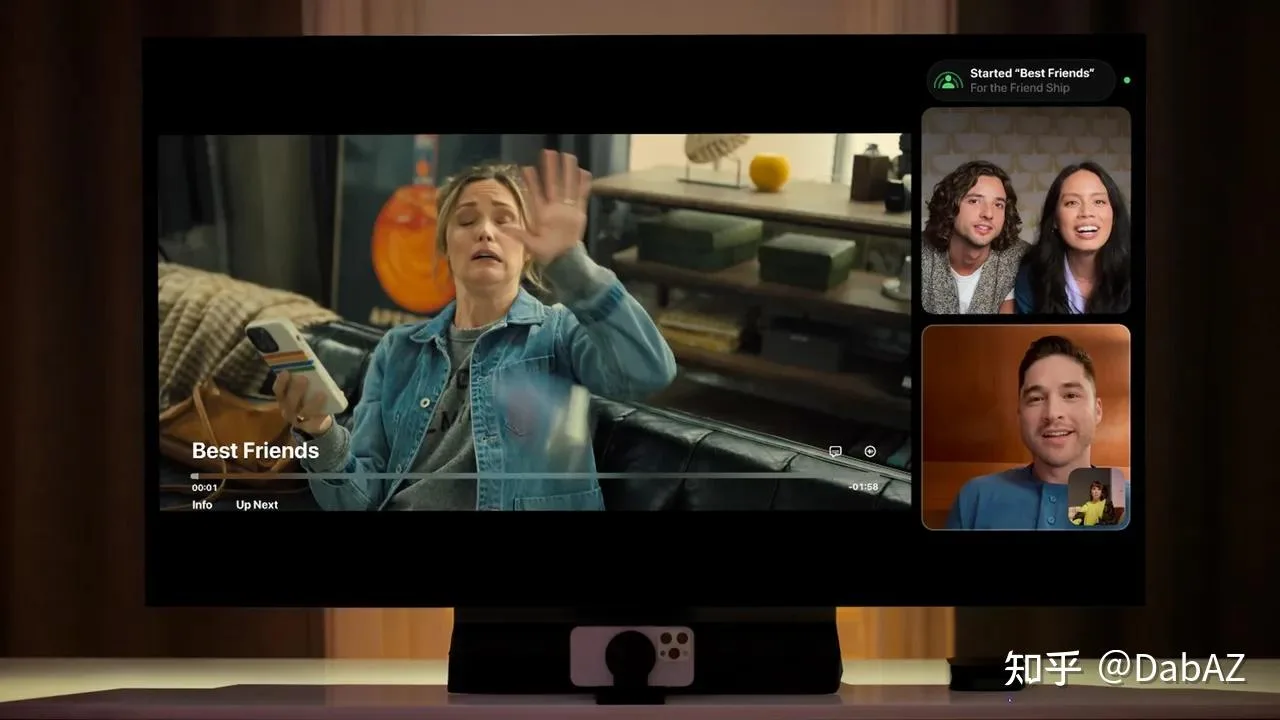 Started “Best Friends”
For the Friend Ship
Best Friends
00:01
-01:58
Info Up Next
知乎 @DabAZ